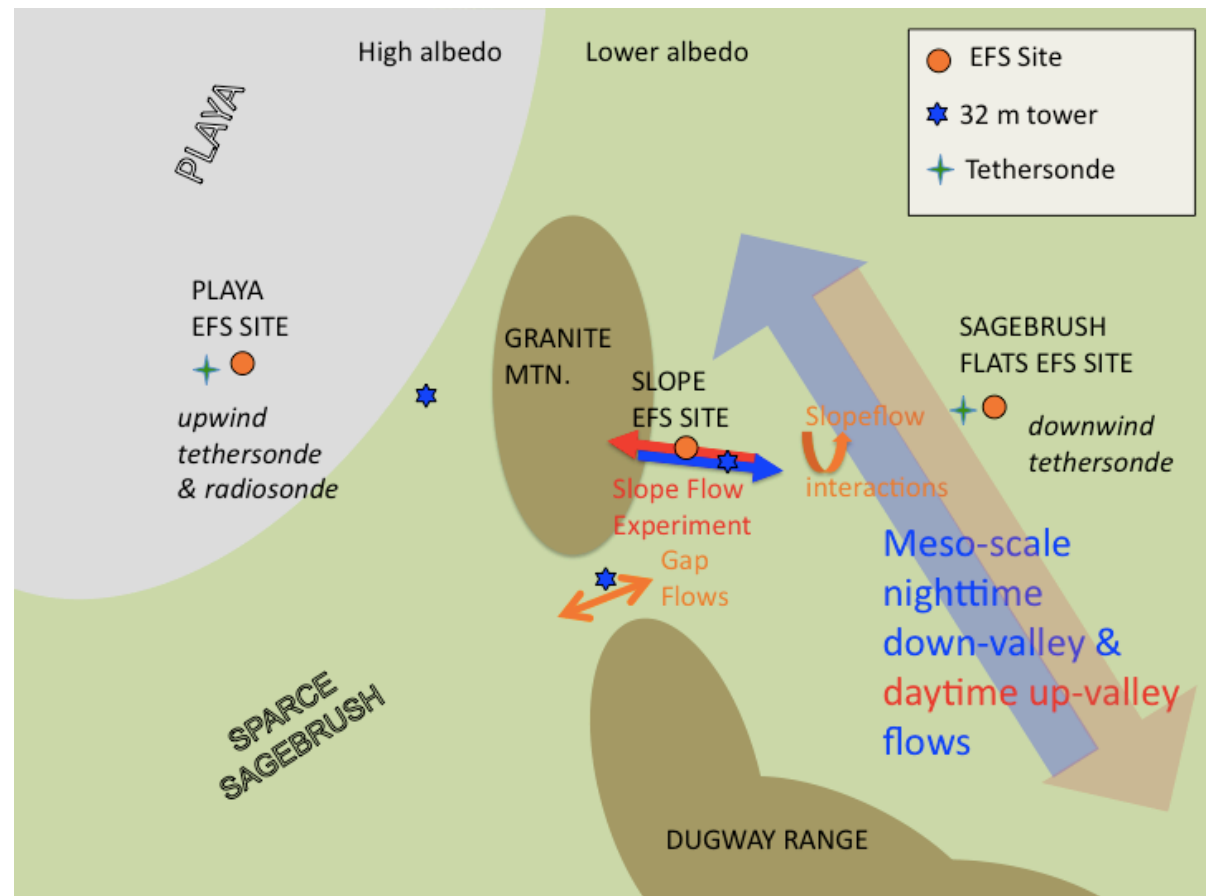 High albedo
Lower albedo
EFS Site
32 m tower
Tethersonde
PLAYA
PLAYA
EFS SITE
upwind
tethersonde
& radiosonde
GRANITE
MTN.
SLOPE
EFS SITE
Slope Flow
Experiment
Slopeflow
interactions
SAGEBRUSH
FLATS EFS SITE
downwind
tethersonde
Gap
Flows
Meso-scale
nighttime
down-valley &
daytime up-valley
flows
SPARCE
SAGEBRUSH
DUGWAY RANGE